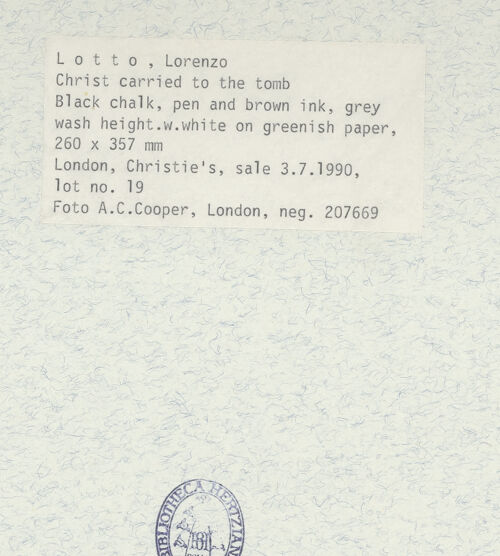 L o t t o , Lorenzo
Christ carried to the tomb
Black chalk, pen and brown ink, grey
wash height.w.white on greenish paper,
260 x 357 mm
London, Christie's, sale 3.7.1990,
lot no. 19
Foto A.C.Cooper, London, neg. 207669
BIBLIOTHECA HERTZIAN